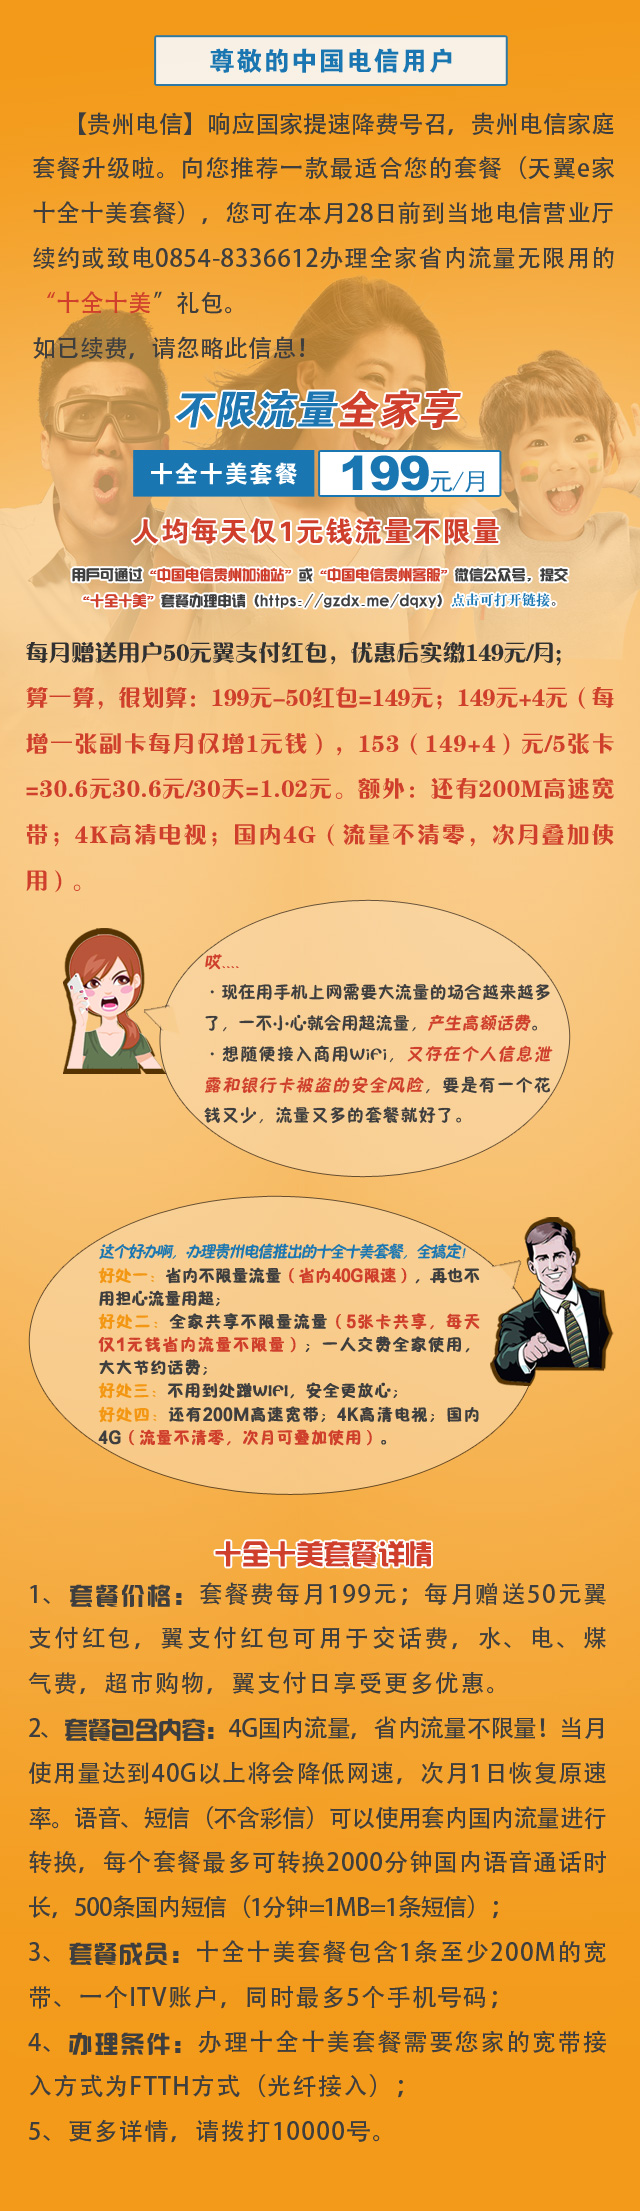 尊敬的中国电信用户
【贵州电信】响应国家提速降费号召，贵州电信家庭
套餐升级啦。向您推荐一款最适合您的套餐（天翼e家
十全十美套餐），您可在本月28日前到当地电信营业厅
续约或致电0854-8336612办理全家省内流量无限用的
“十全十美”礼包。
如已续费，请忽略此信息！
不限流量全家享
十全十美套餐 199元/月
人均每天仅1元钱流量不限量
用戶可通过“中国电信贵州加油站”或“中国电信贵州客服”微信公众号，提交
“十全十美”套餐办理申请（https://gzdx.me/dqxy）点击可打开链接。
每月赠送用户50元翼支付红包，优惠后实缴149元/月；
算一算，很划算：199元-50红包=149元；149元+4元（每
增一张副卡每月仅增1元钱），153（149+4）元/5张卡
=30.6元30.6元/30天=1.02元。额外：还有200M高速宽
带；4K高清电视；国内4G（流量不清零，次月叠加使
用）。
哎....
·现在用手机上网需要大流量的场合越来越多
了，一不小心就会用超流量，产生高额话费。
·想随便接入商用WiFi，又存在个人信息泄
露和银行卡被盗的安全风险，要是有一个花
钱又少，流量又多的套餐就好了。
这个好办啊，办理贵州电信推出的十全十美套餐，全搞定！
好处一：省内不限量流量（省内40G限速），再也不
用担心流量用超；
好处二：全家共享不限量流量（5张卡共享，每天
仅1元钱省内流量不限量）；一人交费全家使用，
大大节约话费；
好处三：不用到处蹭WIFI，安全更放心；
好处四：还有200M高速宽带；4K高清电视；国内
4G（流量不清零，次月可叠加使用）。
十全十美套餐详情
1、套餐价格：套餐费每月199元；每月赠送50元翼
支付红包，翼支付红包可用于交话费，水、电、煤
气费，超市购物，翼支付日享受更多优惠。
2、套餐包含内容：4G国内流量，省内流量不限量！当月
使用量达到40G以上将会降低网速，次月1日恢复原速
率。语音、短信（不含彩信）可以使用套内国内流量进行
转换，每个套餐最多可转换2000分钟国内语音通话时
长，500条国内短信（1分钟=1MB=1条短信）；
3、套餐成员：十全十美套餐包含1条至少200M的宽
带、一个ITV账户，同时最多5个手机号码；
4、办理条件：办理十全十美套餐需要您家的宽带接
入方式为FTTH方式（光纤接入）；
5、更多详情，请拨打10000号。